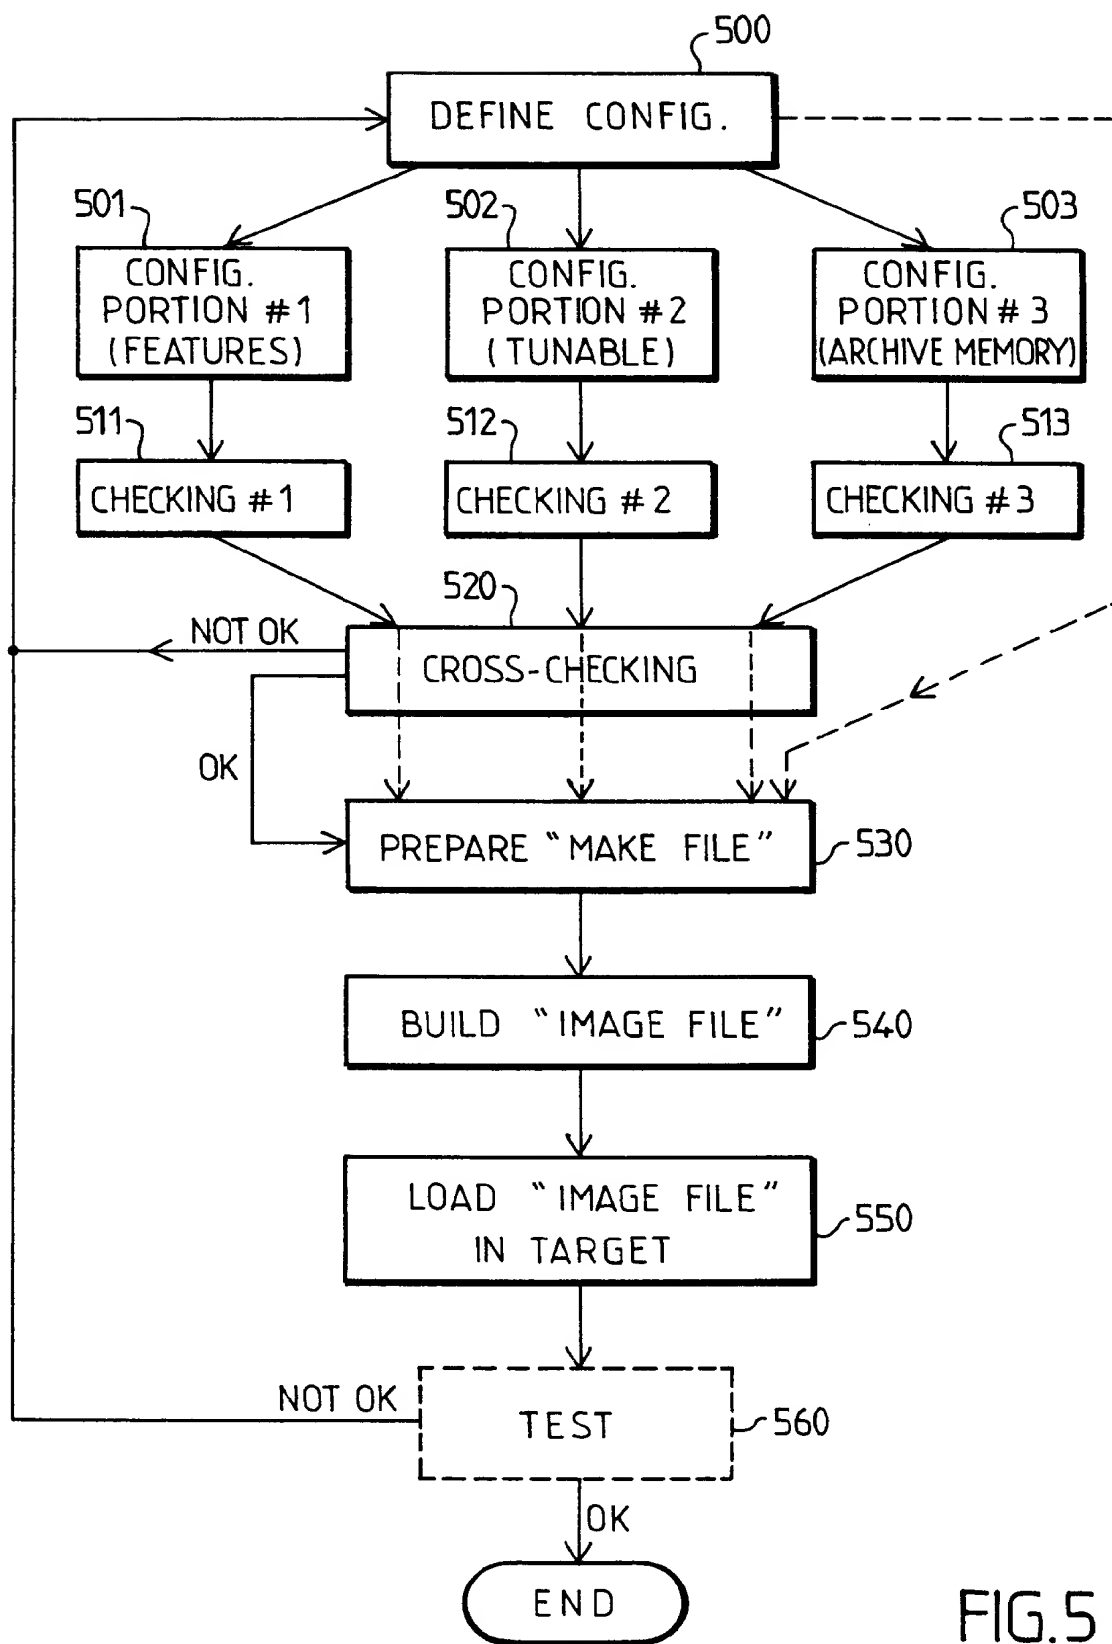 500
DEFINE CONFIG.
501
502
503
CONFIG.
PORTION #1
(FEATURES)
CONFIG.
PORTION #2
(TUNABLE)
CONFIG.
PORTION #3
(ARCHIVE MEMORY)
511
512
513
CHECKING #1
CHECKING #2
CHECKING #3
520
NOT OK
CROSS-CHECKING
OK
PREPARE "MAKE FILE"
530
BUILD "IMAGE FILE"
540
LOAD "IMAGE FILE"
IN TARGET
550
NOT OK
TEST
560
OK
END
FIG.5